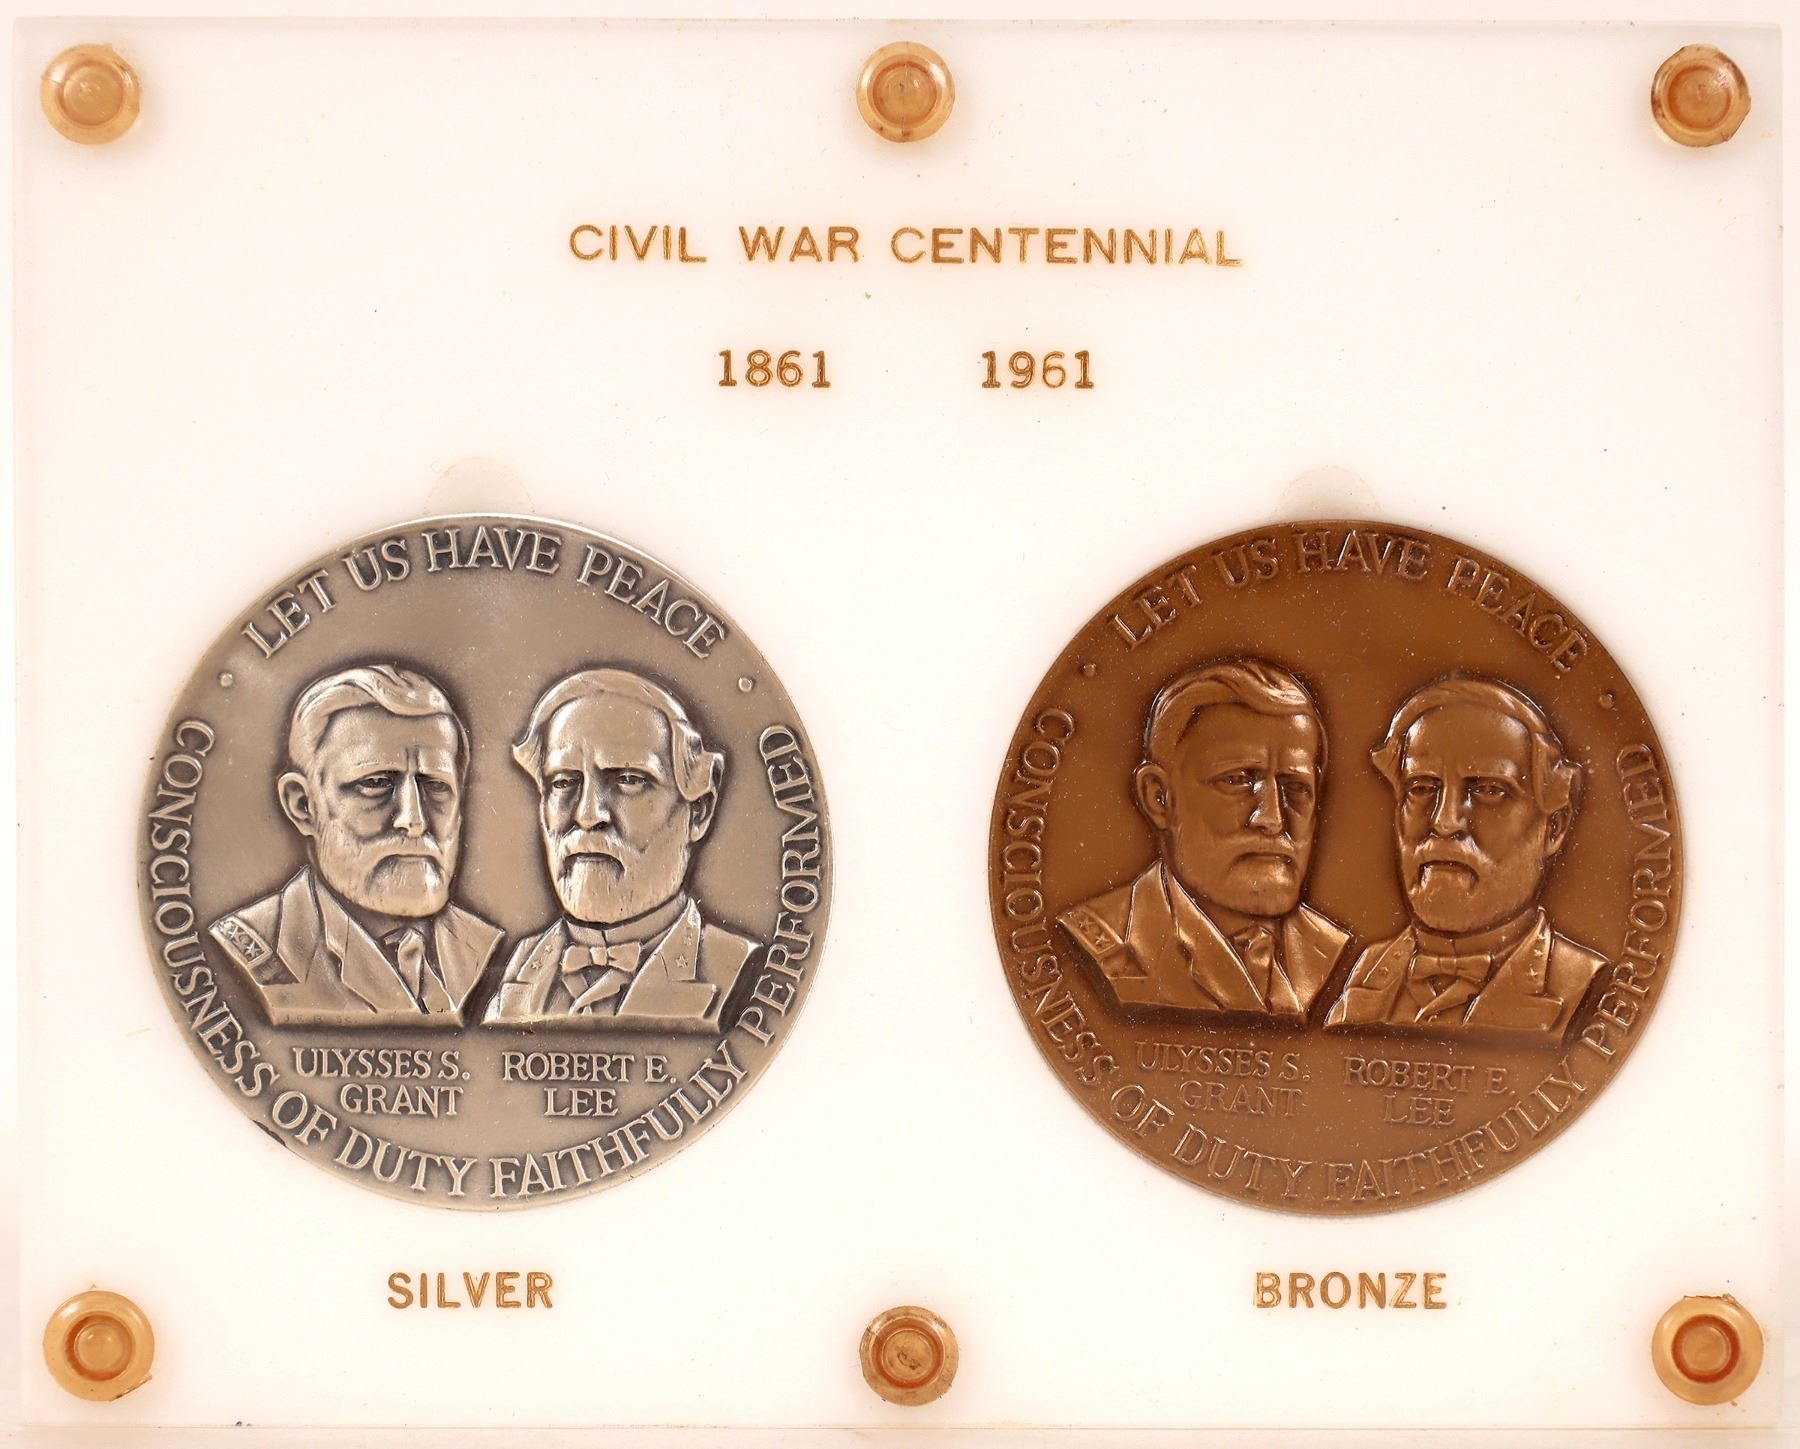 CIVIL WAR CENTENNIAL
1861 1961
· LET US HAVE PEACE ·
CONSCIOUSNESS OF DUTY FAITHFULLY PERFORMED
ULYSSES S.
GRANT
ROBERT E.
LEE
· LET US HAVE PEACE ·
CONSCIOUSNESS OF DUTY FAITHFULLY PERFORMED
ULYSSES S.
GRANT
ROBERT E.
LEE
SILVER
BRONZE